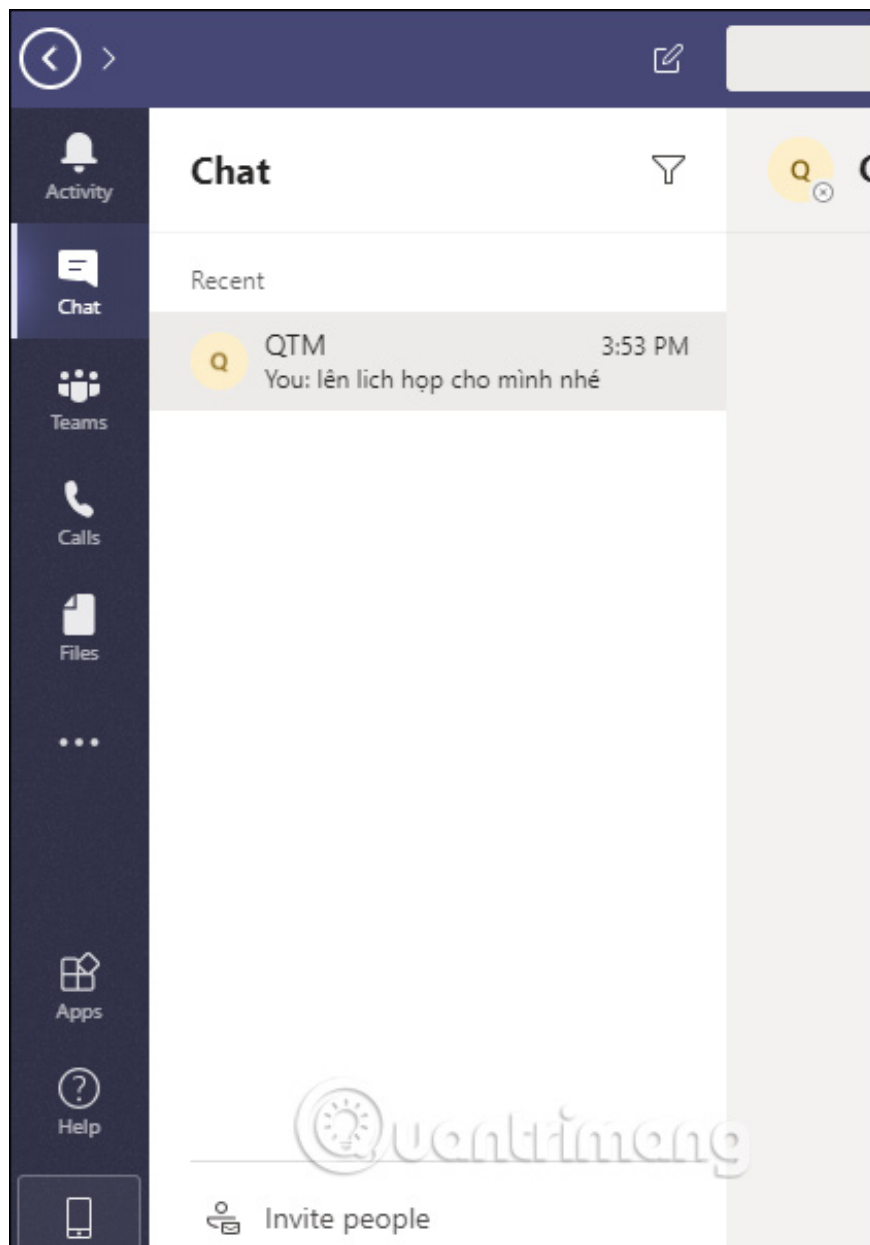 Activity
Chat
Teams
Calls
Files
Apps
Help
Chat
Recent
Q
QTM
3:53 PM
You: lên lich họp cho mình nhé
Quantrimang
Invite people
Q